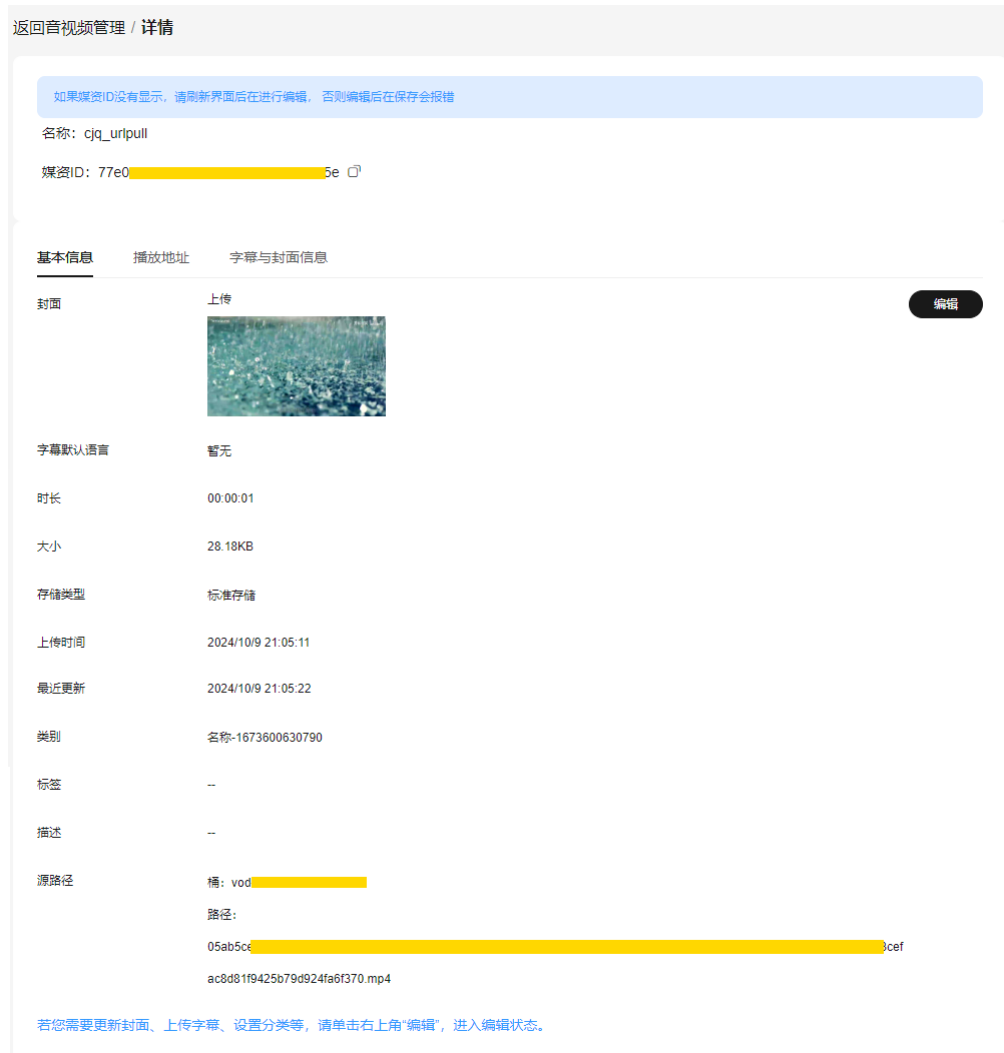 返回音视频管理 / 详情
如果媒资ID没有显示，请刷新界面后在进行编辑， 否则编辑后在保存会报错
名称：cjq_urlpull
媒资ID：77e0 5e
基本信息 播放地址 字幕与封面信息
封面 上传 编辑
字幕默认语言 暂无
时长 00:00:01
大小 28.18KB
存储类型 标准存储
上传时间 2024/10/9 21:05:11
最近更新 2024/10/9 21:05:22
类别 名称-1673600630790
标签 --
描述 --
源路径 桶：vod
路径：
05ab5ce 3cef
ac8d81f9425b79d924fa6f370.mp4
若您需要更新封面、上传字幕、设置分类等，请单击右上角“编辑”，进入编辑状态。